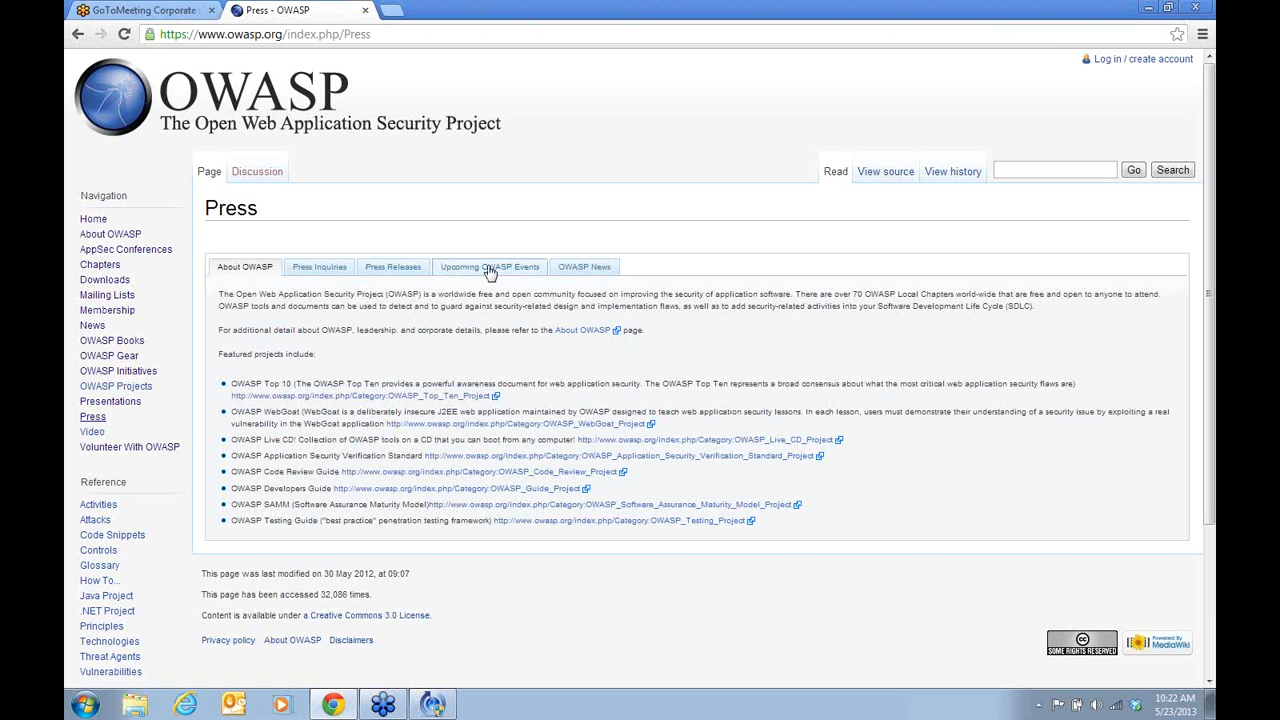 GoToMeeting Corporate
Press - OWASP
https://www.owasp.org/index.php/Press
Log in / create account
OWASP
The Open Web Application Security Project
Page
Discussion
Read
View source
View history
Go
Search
Navigation
Home
About OWASP
AppSec Conferences
Chapters
Downloads
Mailing Lists
Membership
News
OWASP Books
OWASP Gear
OWASP Initiatives
OWASP Projects
Presentations
Press
Video
Volunteer With OWASP
Reference
Activities
Attacks
Code Snippets
Controls
Glossary
How To...
Java Project
.NET Project
Principles
Technologies
Threat Agents
Vulnerabilities
Press
About OWASP
Press Inquiries
Press Releases
Upcoming OWASP Events
OWASP News
The Open Web Application Security Project (OWASP) is a worldwide free and open community focused on improving the security of application software. There are over 70 OWASP Local Chapters world-wide that are free and open to anyone to attend.
OWASP tools and documents can be used to detect and to guard against security-related design and implementation flaws, as well as to add security-related activities into your Software Development Life Cycle (SDLC).
For additional detail about OWASP, leadership. and corporate details, please refer to the About OWASP page.
Featured projects include:
OWASP Top 10 (The OWASP Top Ten provides a powerful awareness document for web application security. The OWASP Top Ten represents a broad consensus about what the most critical web application security flaws are)
http://www.owasp.org/index.php/Category:OWASP_Top_Ten_Project
OWASP WebGoat (WebGoat is a deliberately insecure J2EE web application maintained by OWASP designed to teach web application security lessons. In each lesson, users must demonstrate their understanding of a security issue by exploiting a real
vulnerability in the WebGoat application http://www.owasp.org/index.php/Category:OWASP_WebGoat_Project
OWASP Live CD! Collection of OWASP tools on a CD that you can boot from any computer! http://www.owasp.org/index.php/Category:OWASP_Live_CD_Project
OWASP Application Security Verification Standard http://www.owasp.org/index.php/Category:OWASP_Application_Security_Verification_Standard_Project
OWASP Code Review Guide http://www.owasp.org/index.php/Category:OWASP_Code_Review_Project
OWASP Developers Guide http://www.owasp.org/index.php/Category:OWASP_Guide_Project
OWASP SAMM (Software Assurance Maturity Model)http://www.owasp.org/index.php/Category:OWASP_Software_Assurance_Maturity_Model_Project
OWASP Testing Guide ("best practice" penetration testing framework) http://www.owasp.org/index.php/Category:OWASP_Testing_Project
This page was last modified on 30 May 2012, at 09:07
This page has been accessed 32,086 times.
Content is available under a Creative Commons 3.0 License.
Privacy policy
About OWASP
Disclaimers
cc
SOME RIGHTS RESERVED
Powered By
MediaWiki
10:22 AM
5/23/2013